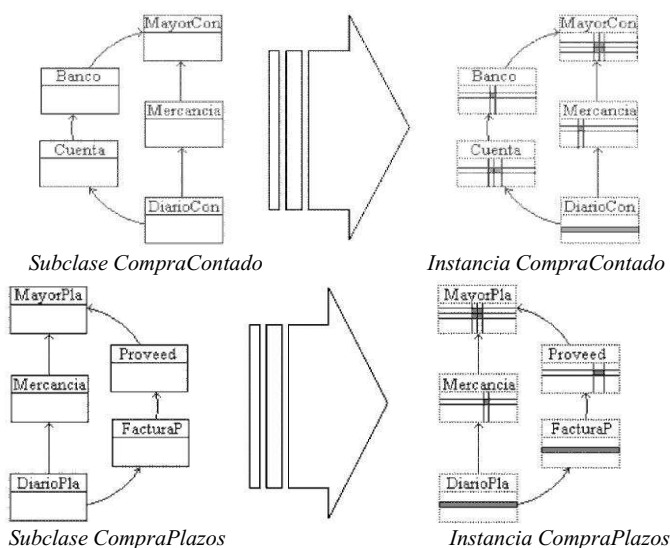 MayorCon
MayorCon
Banco
Banco
Mercancia
Mercancia
Cuenta
Cuenta
DiarioCon
DiarioCon
Subclase CompraContado
Instancia CompraContado
MayorPla
MayorPla
Proveed
Proveed
Mercancia
Mercancia
FacturaP
FacturaP
DiarioPla
DiarioPla
Subclase CompraPlazos
Instancia CompraPlazos